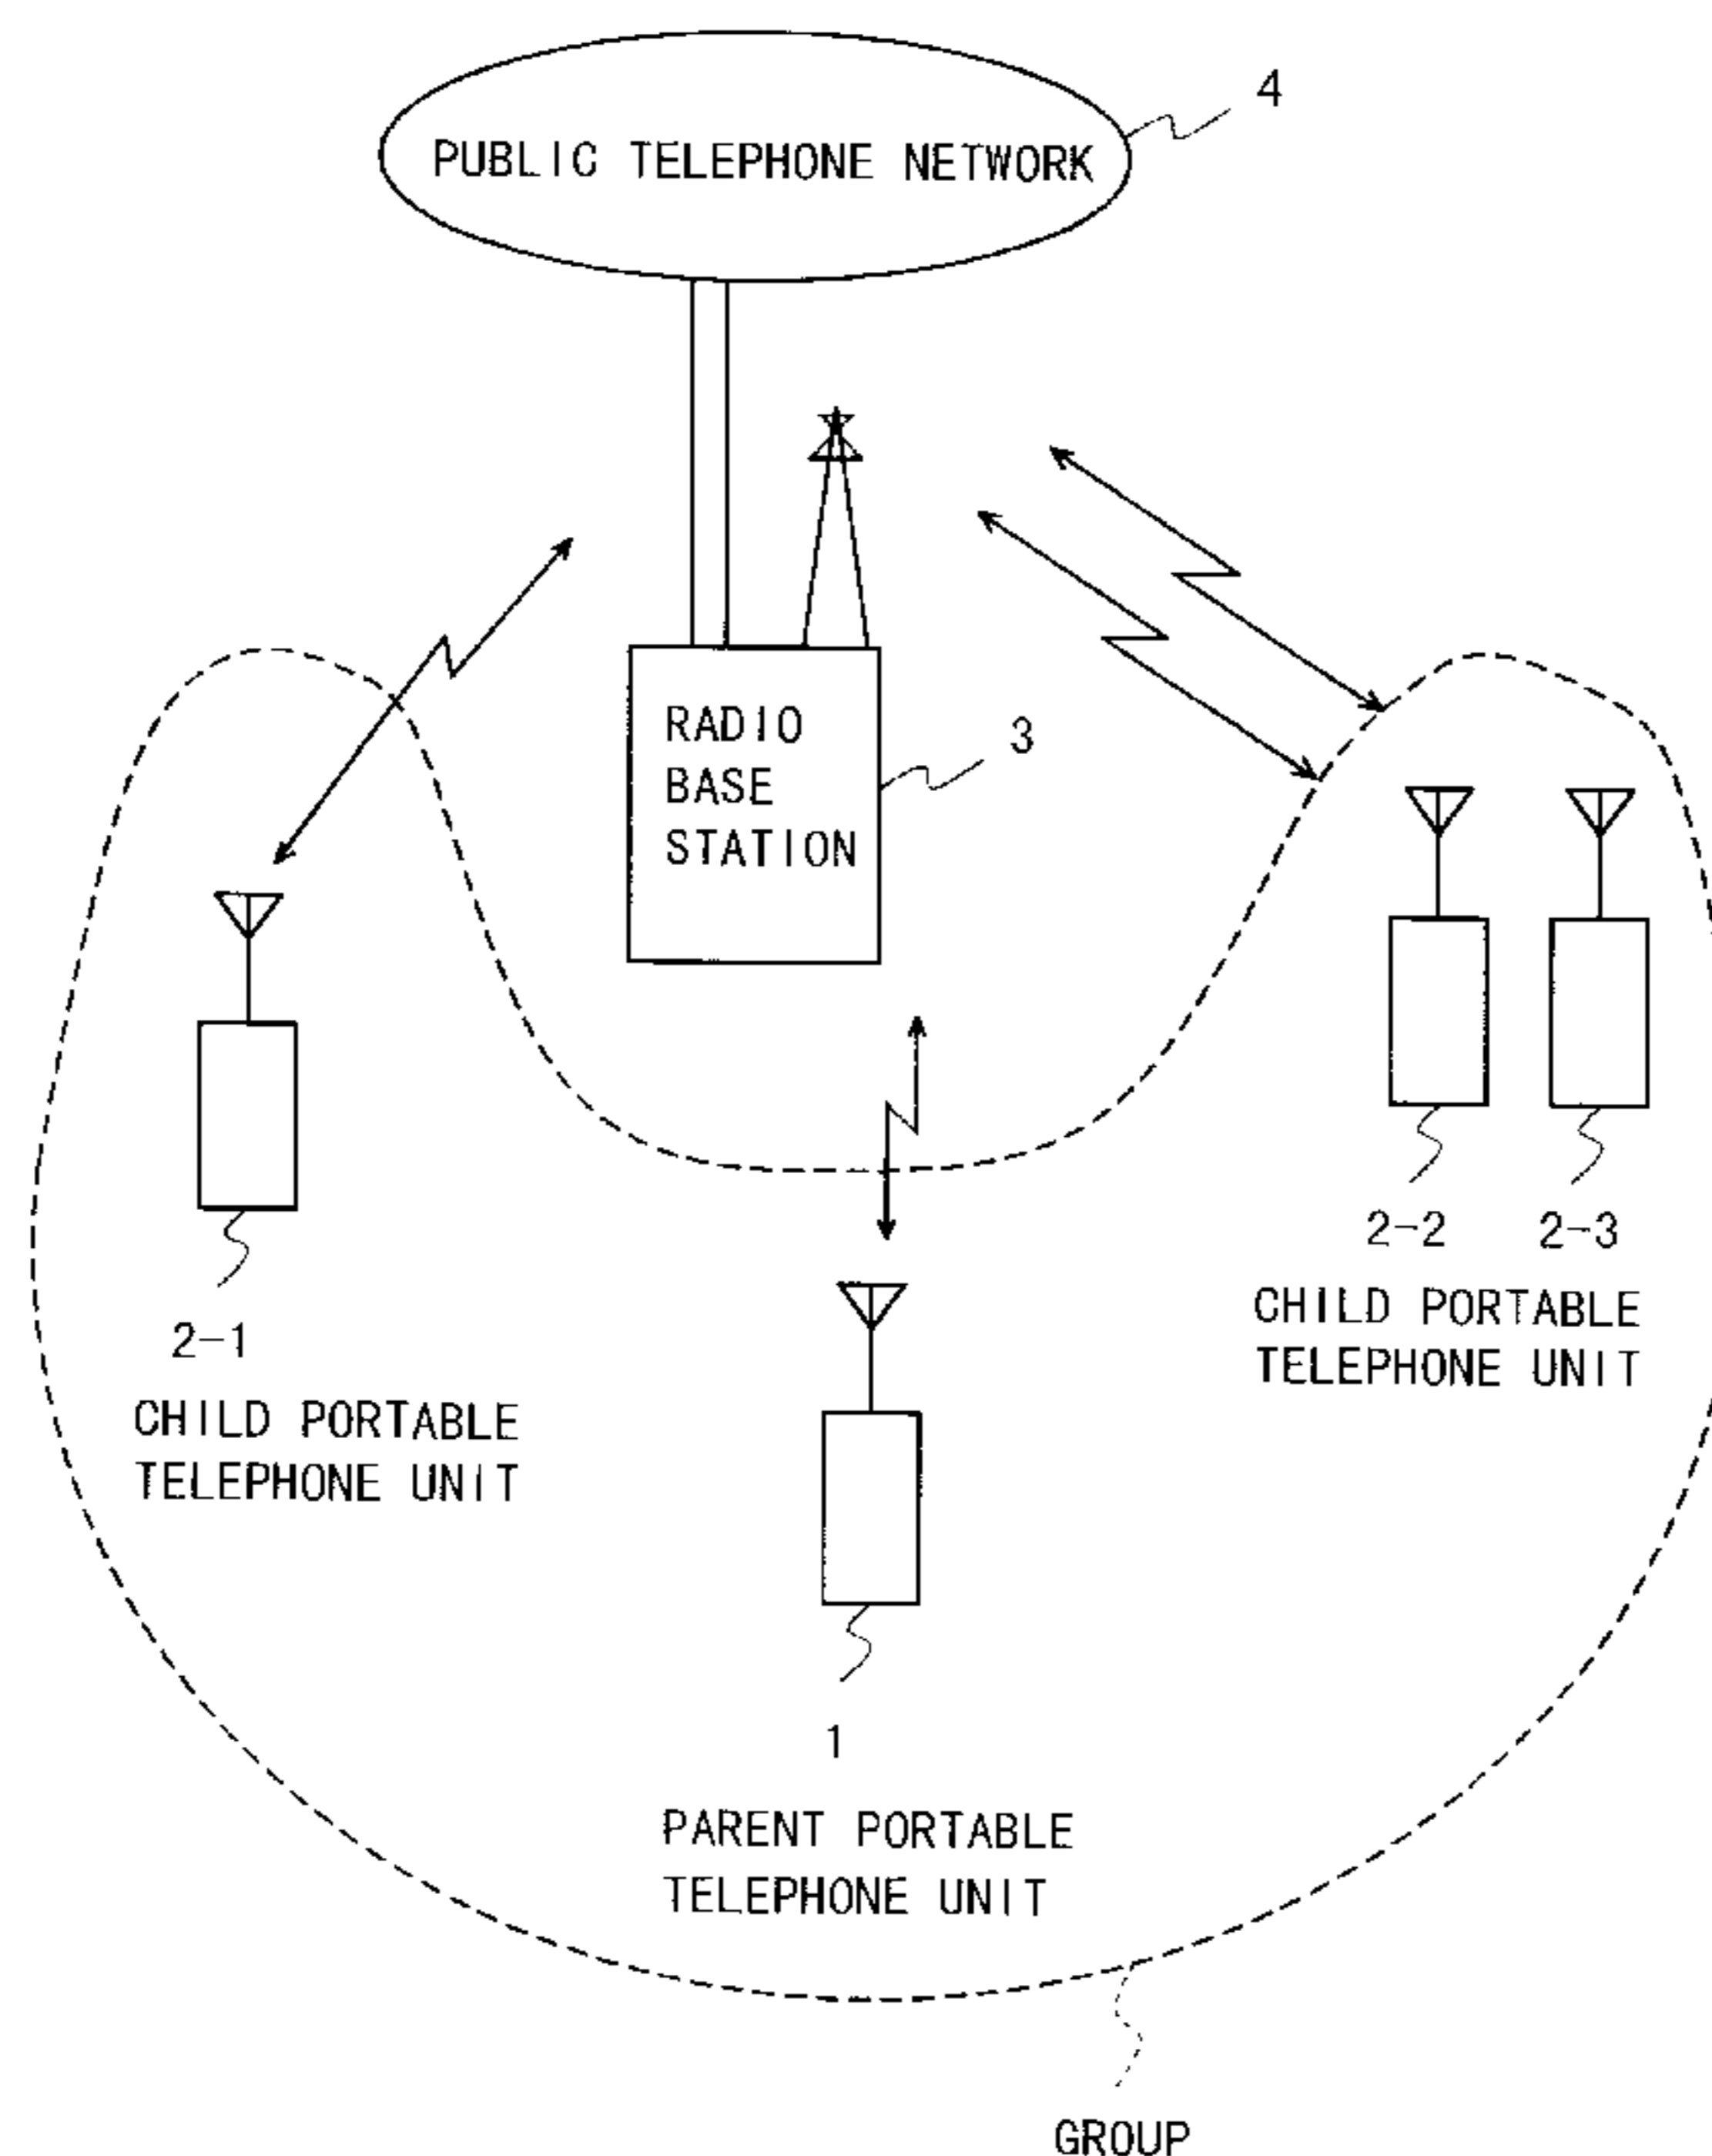 4
PUBLIC TELEPHONE NETWORK
RADIO
BASE
STATION
3
2-1
CHILD PORTABLE
TELEPHONE UNIT
2-2 2-3
CHILD PORTABLE
TELEPHONE UNIT
1
PARENT PORTABLE
TELEPHONE UNIT
GROUP